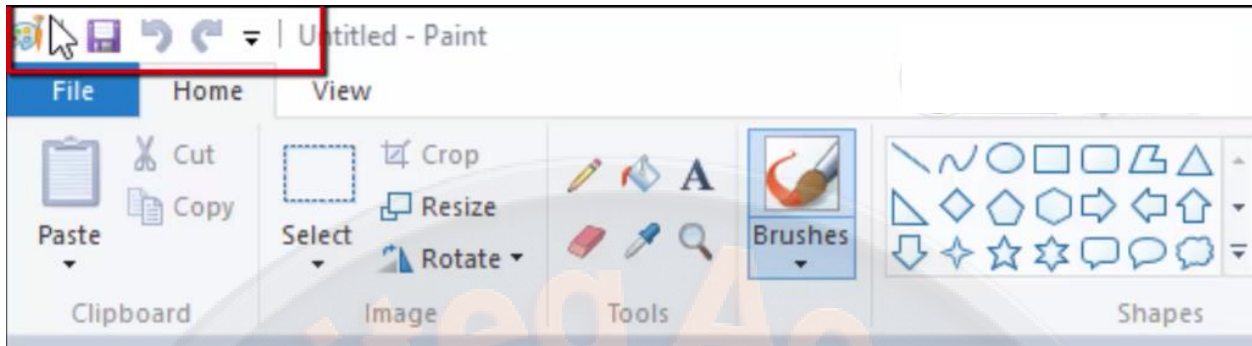 Untitled - Paint
File Home View
Cut Crop
Copy Resize A
Paste Select Rotate Brushes
Clipboard Image Tools Shapes